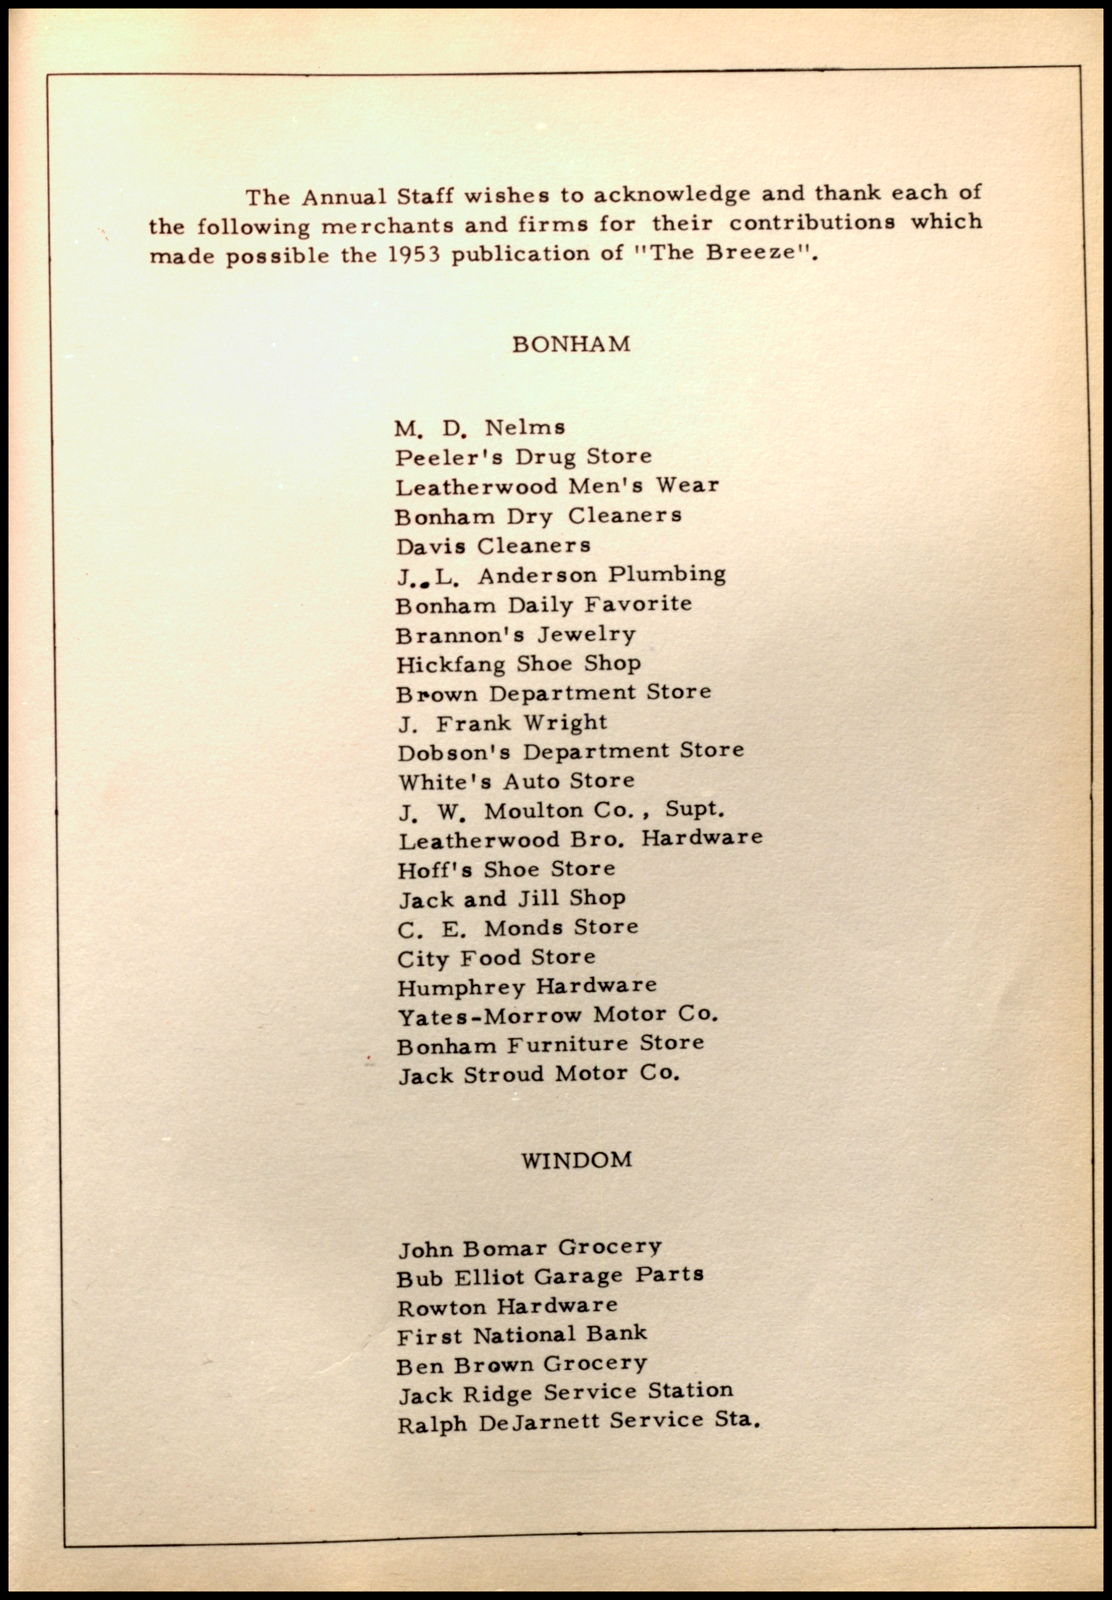 The Annual Staff wishes to acknowledge and thank each of
the following merchants and firms for their contributions which
made possible the 1953 publication of "The Breeze".
BONHAM
M. D. Nelms
Peeler's Drug Store
Leatherwood Men's Wear
Bonham Dry Cleaners
Davis Cleaners
J. L. Anderson Plumbing
Bonham Daily Favorite
Brannon's Jewelry
Hickfang Shoe Shop
Brown Department Store
J. Frank Wright
Dobson's Department Store
White's Auto Store
J. W. Moulton Co., Supt.
Leatherwood Bro. Hardware
Hoff's Shoe Store
Jack and Jill Shop
C. E. Monds Store
City Food Store
Humphrey Hardware
Yates-Morrow Motor Co.
Bonham Furniture Store
Jack Stroud Motor Co.
WINDOM
John Bomar Grocery
Bub Elliot Garage Parts
Rowton Hardware
First National Bank
Ben Brown Grocery
Jack Ridge Service Station
Ralph DeJarnett Service Sta.